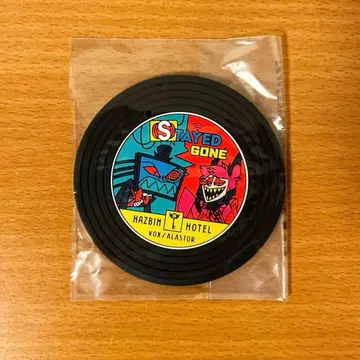 STAYED
GONE
HAZBIN HOTEL
VOX/ALASTOR